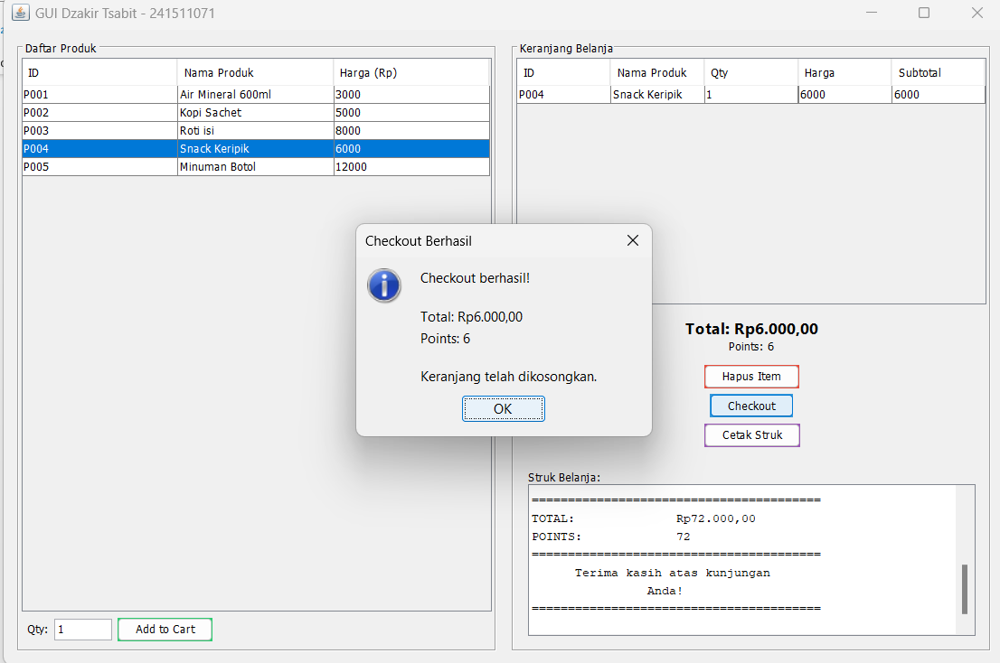 GUI Dzakir Tsabit - 241511071
Daftar Produk
ID Nama Produk Harga (Rp)
P001 Air Mineral 600ml 3000
P002 Kopi Sachet 5000
P003 Roti isi 8000
P004 Snack Keripik 6000
P005 Minuman Botol 12000
Qty: 1 Add to Cart
Keranjang Belanja
ID Nama Produk Qty Harga Subtotal
P004 Snack Keripik 1 6000 6000
Checkout Berhasil
Checkout berhasil!
Total: Rp6.000,00
Points: 6
Keranjang telah dikosongkan.
OK
Total: Rp6.000,00
Points: 6
Hapus Item
Checkout
Cetak Struk
Struk Belanja:
========================================
TOTAL: Rp72.000,00
POINTS: 72
========================================
Terima kasih atas kunjungan
Anda!
========================================